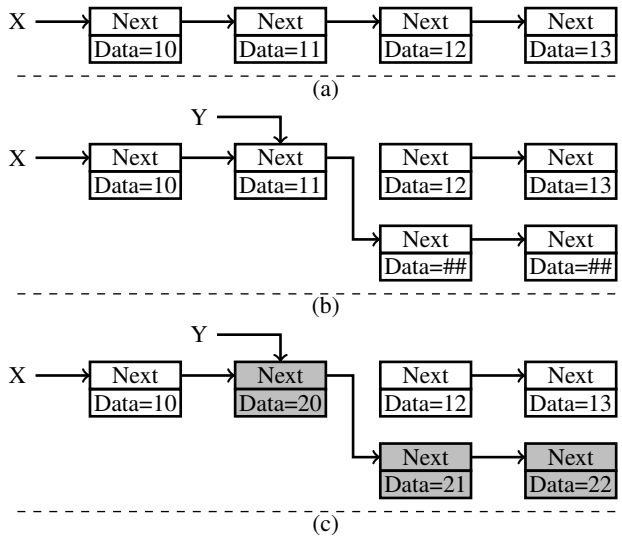 X Next Next Next Next
Data=10 Data=11 Data=12 Data=13
(a)
Y
X Next Next Next Next
Data=10 Data=11 Data=12 Data=13
Next Next
Data=## Data=##
(b)
Y
X Next Next Next Next
Data=10 Data=20 Data=12 Data=13
Next Next
Data=21 Data=22
(c)